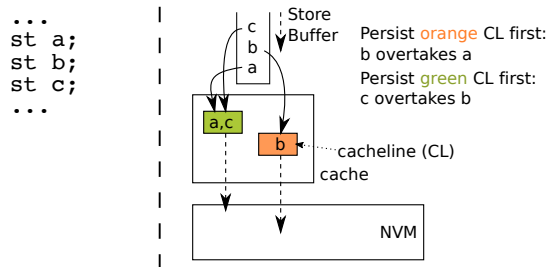 ...
st a;
st b;
st c;
...
c
b
a
Store
Buffer
Persist orange CL first:
b overtakes a
Persist green CL first:
c overtakes b
a,c
b
cacheline (CL)
cache
NVM